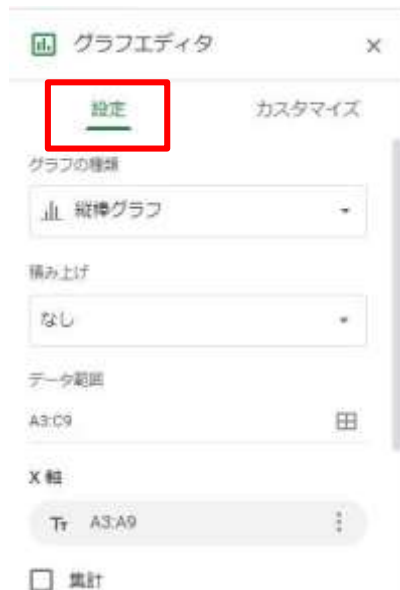 グラフエディタ
設定 カスタマイズ
グラフの種類
縦棒グラフ
積み上げ
なし
データ範囲
A3:C9
X 軸
Tт A3:A9
集計